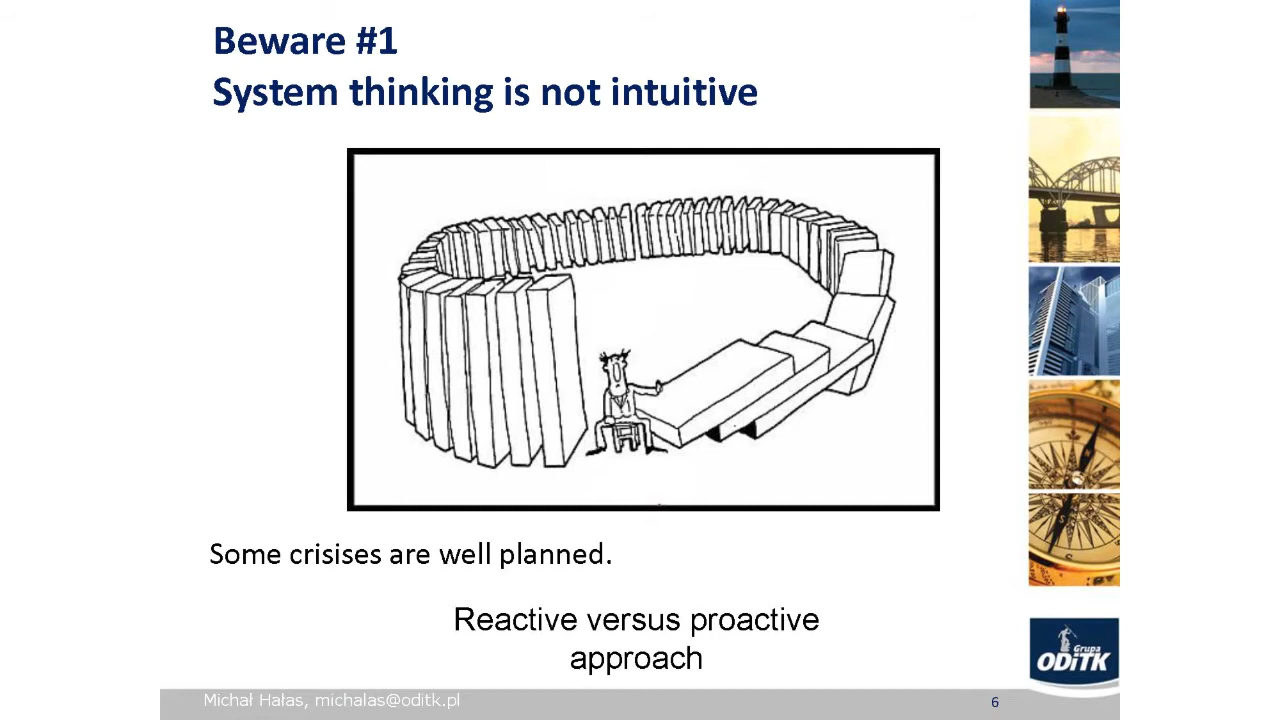 Beware #1
System thinking is not intuitive
Some crisises are well planned.
Reactive versus proactive
approach
Grupa
ODiTK
Michał Hałas, michalas@oditk.pl
6